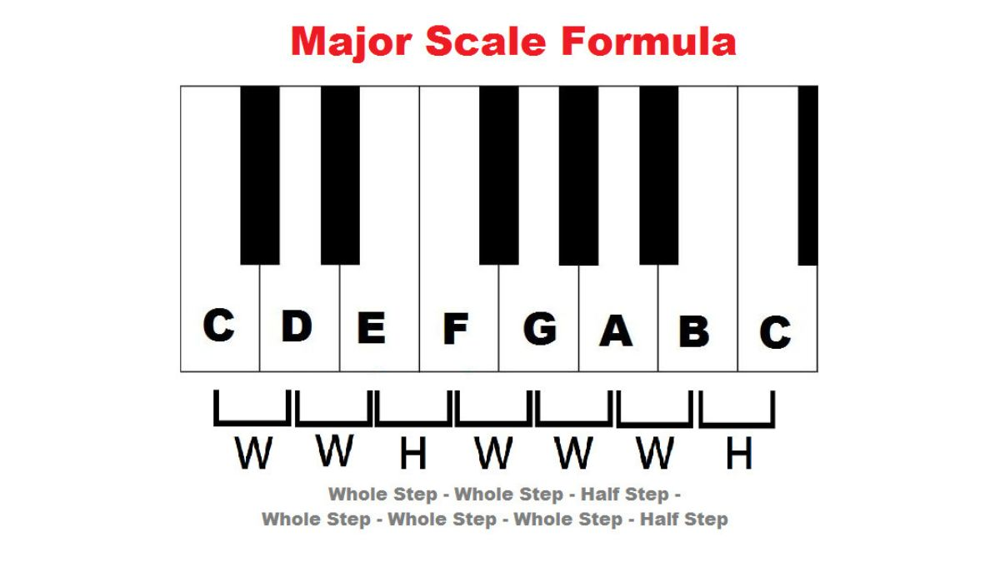 Major Scale Formula
C D E F G A B C
W W H W W W H
Whole Step - Whole Step - Half Step -
Whole Step - Whole Step - Whole Step - Half Step